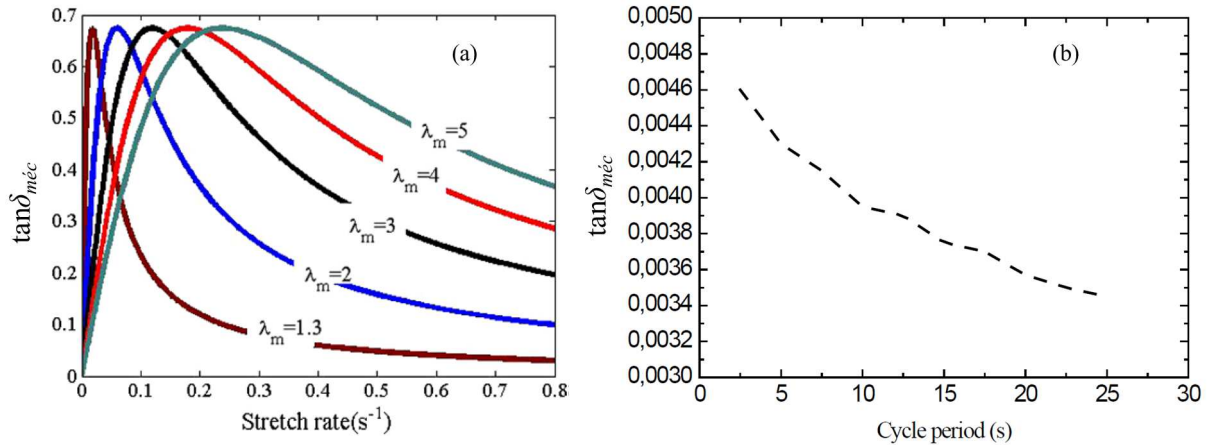 (a)
tanδméc
0.7
0.6
0.5
0.4
0.3
0.2
0.1
0
λm=5
λm=4
λm=3
λm=2
λm=1.3
0 0.1 0.2 0.3 0.4 0.5 0.6 0.7 0.8
Stretch rate(s-1)
(b)
tanδméc
0,0050
0,0048
0,0046
0,0044
0,0042
0,0040
0,0038
0,0036
0,0034
0,0032
0,0030
0 5 10 15 20 25 30
Cycle period (s)